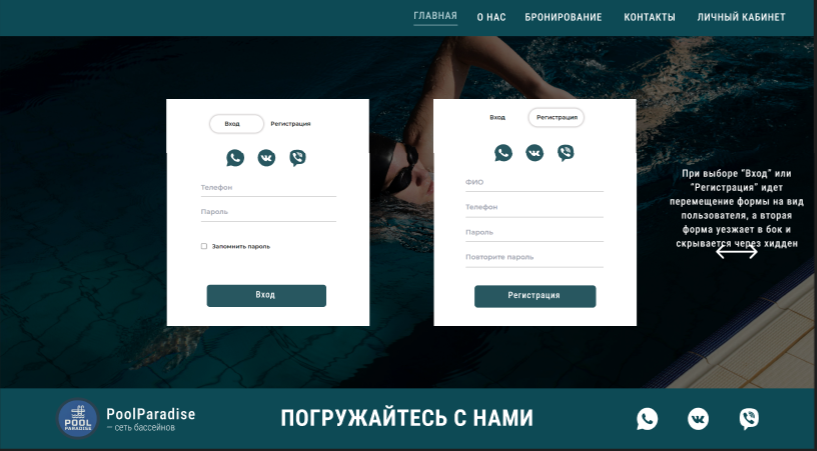 ГЛАВНАЯ О НАС БРОНИРОВАНИЕ КОНТАКТЫ ЛИЧНЫЙ КАБИНЕТ
Вход Регистрация
Телефон
Пароль
Запомнить пароль
Вход
Вход Регистрация
ФИО
Телефон
Пароль
Повторите пароль
Регистрация
При выборе "Вход" или
"Регистрация" идет
перемещение формы на вид
пользователя, а вторая
форма уезжает в бок и
скрывается через хидден
POOL
PARADISE
PoolParadise
— сеть бассейнов
ПОГРУЖАЙТЕСЬ С НАМИ